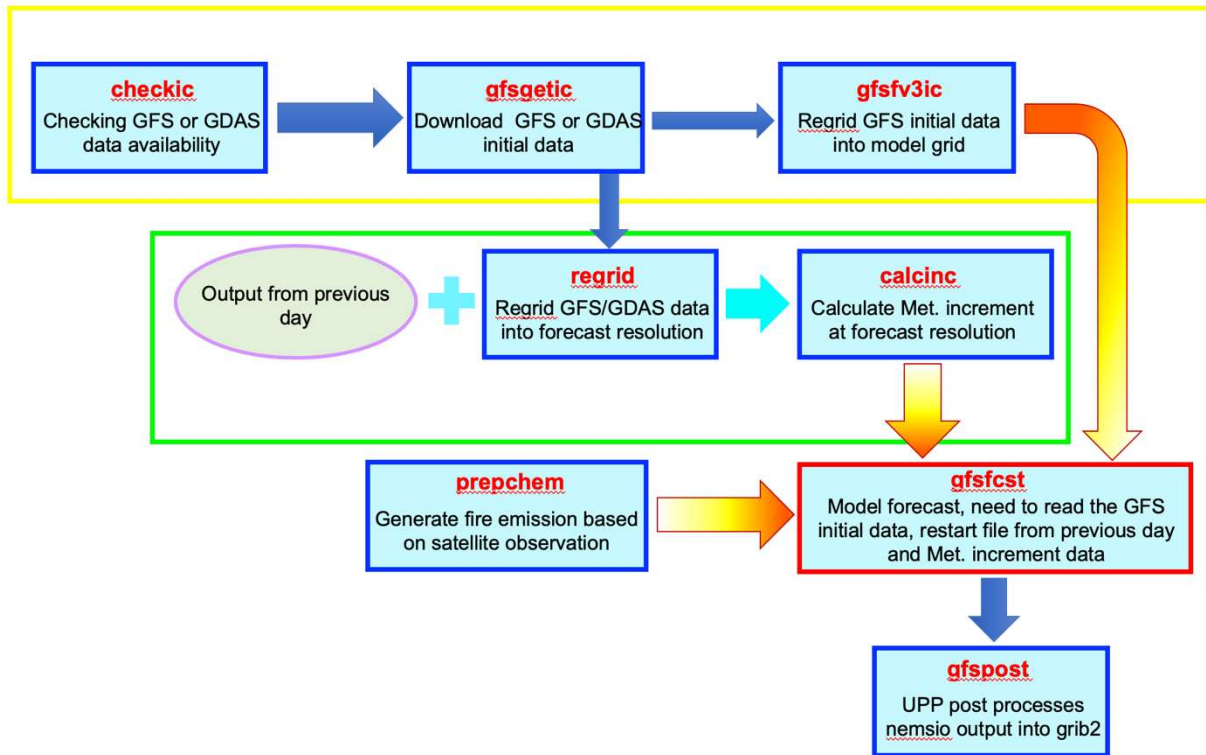 checkic
Checking GFS or GDAS
data availability
gfsgetic
Download GFS or GDAS
initial data
gfsfv3ic
Regrid GFS initial data
into model grid
Output from previous
day
regrid
Regrid GFS/GDAS data
into forecast resolution
calcinc
Calculate Met. increment
at forecast resolution
prepchem
Generate fire emission based
on satellite observation
gfsfcst
Model forecast, need to read the GFS
initial data, restart file from previous day
and Met. increment data
gfspost
UPP post processes
nemsio output into grib2